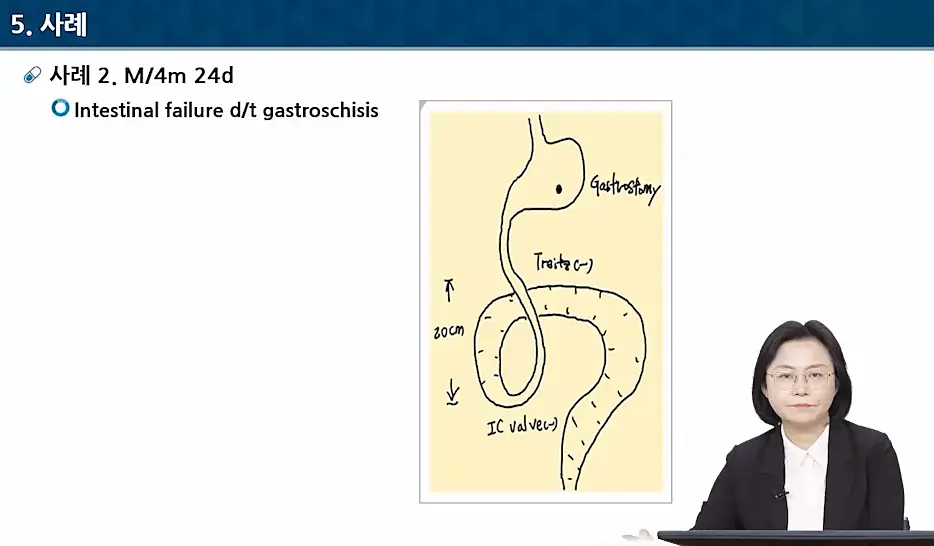 5. 사례
사례 2. M/4m 24d
Intestinal failure d/t gastroschisis
Gastrostomy
Treitz(-)
20cm
IC valve(-)